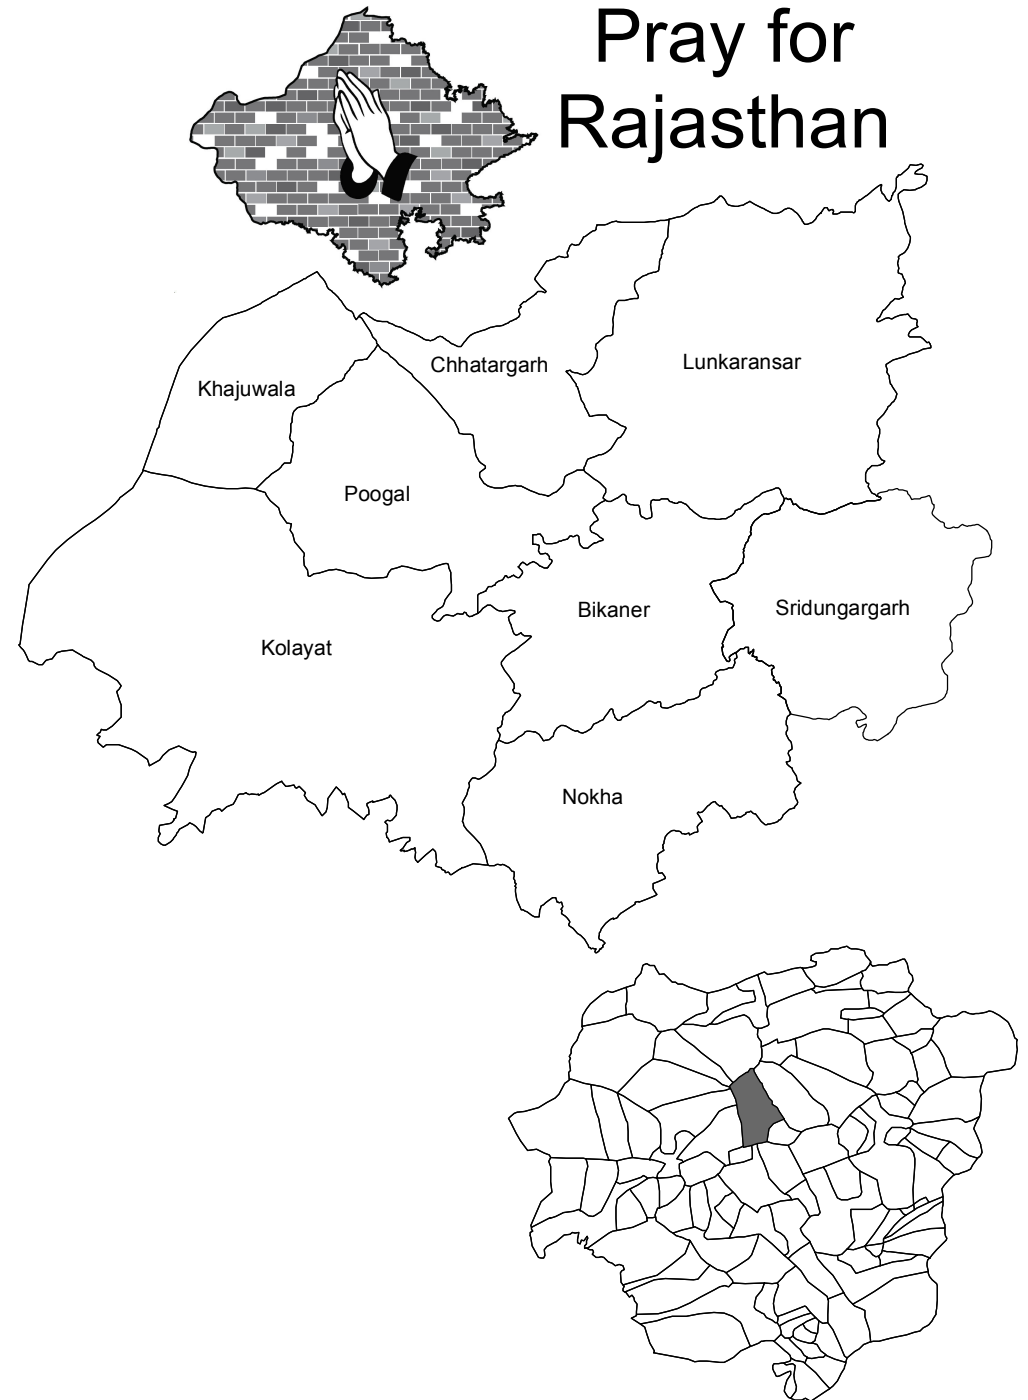 Pray for
Rajasthan
Chhatargarh
Lunkaransar
Khajuwala
Poogal
Bikaner
Sridungargarh
Kolayat
Nokha